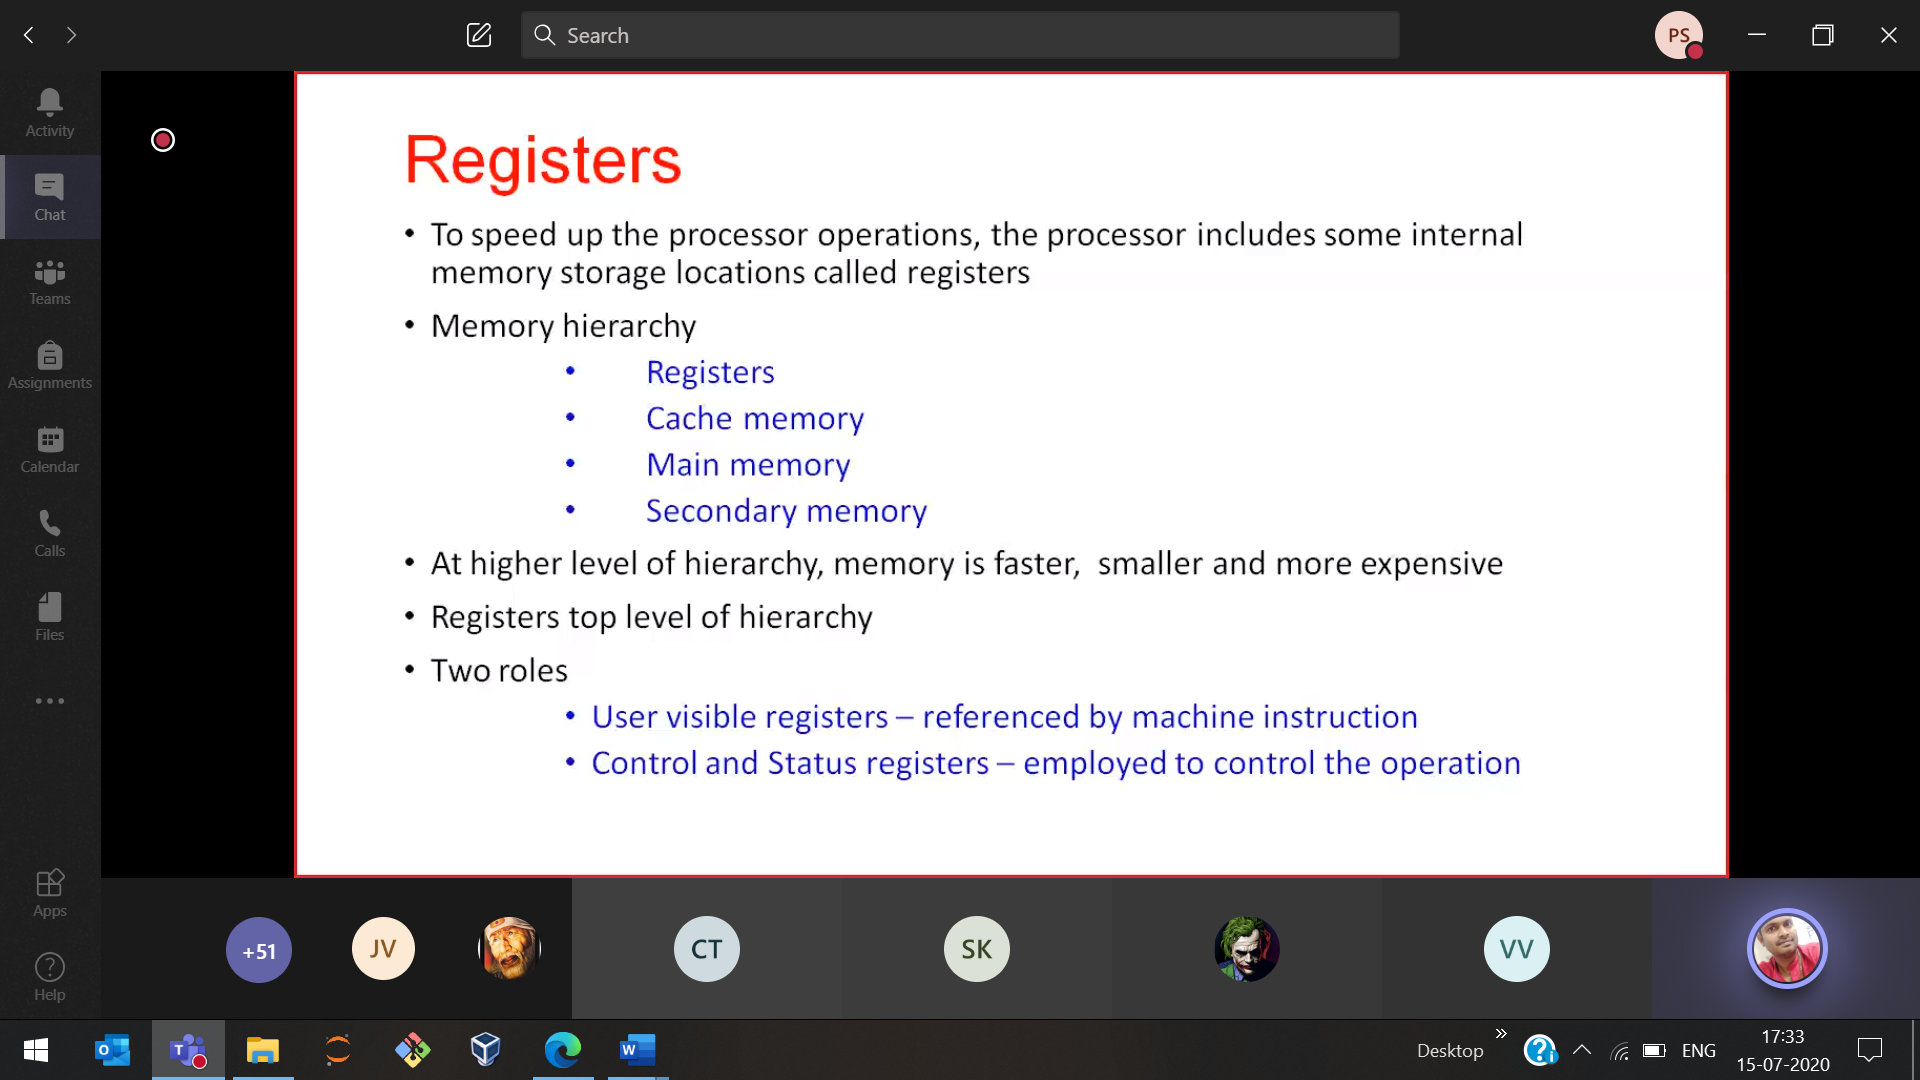 Search
PS
Activity
Chat
Teams
Assignments
Calendar
Calls
Files
Apps
Help
Registers
• To speed up the processor operations, the processor includes some internal
memory storage locations called registers
• Memory hierarchy
• Registers
• Cache memory
• Main memory
• Secondary memory
• At higher level of hierarchy, memory is faster,  smaller and more expensive
• Registers top level of hierarchy
• Two roles
• User visible registers – referenced by machine instruction
• Control and Status registers – employed to control the operation
+51
JV
CT
SK
VV
Desktop
ENG
17:33
15-07-2020